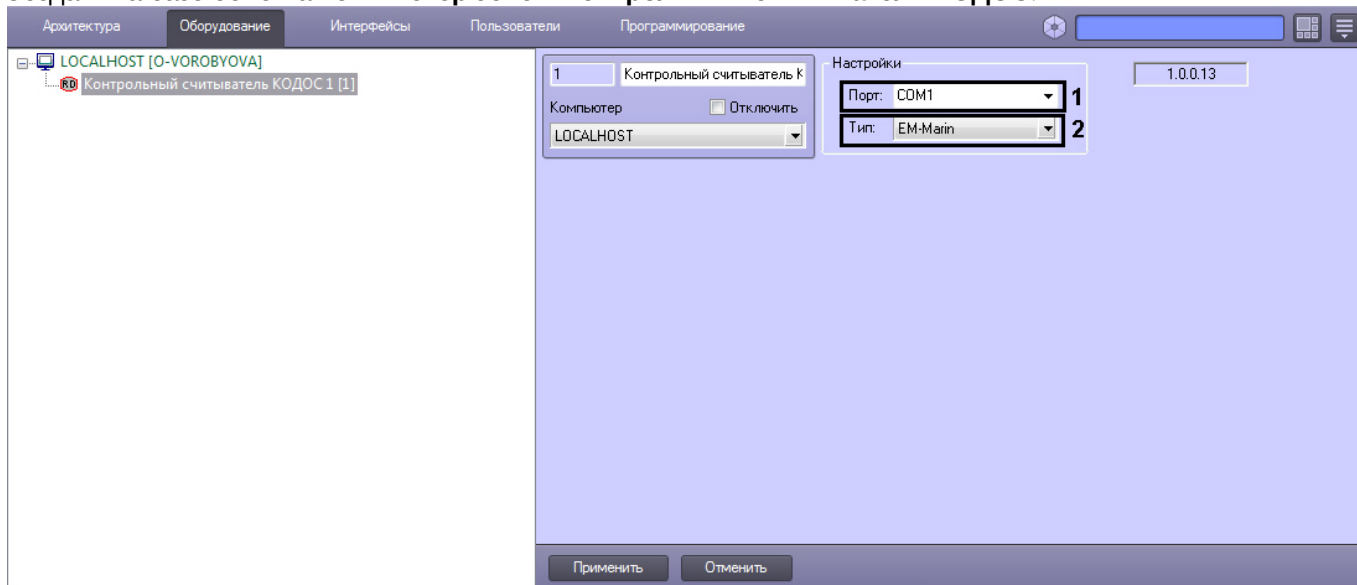 Архитектура Оборудование Интерфейсы Пользователи Программирование
LOCALHOST [O-VOROBYOVA]
RD Контрольный считыватель КОДОС 1 [1]
1 Контрольный считыватель К
Компьютер Отключить
LOCALHOST
Настройки
Порт: COM1 1
Тип: EM-Marin 2
1.0.0.13
Применить Отменить